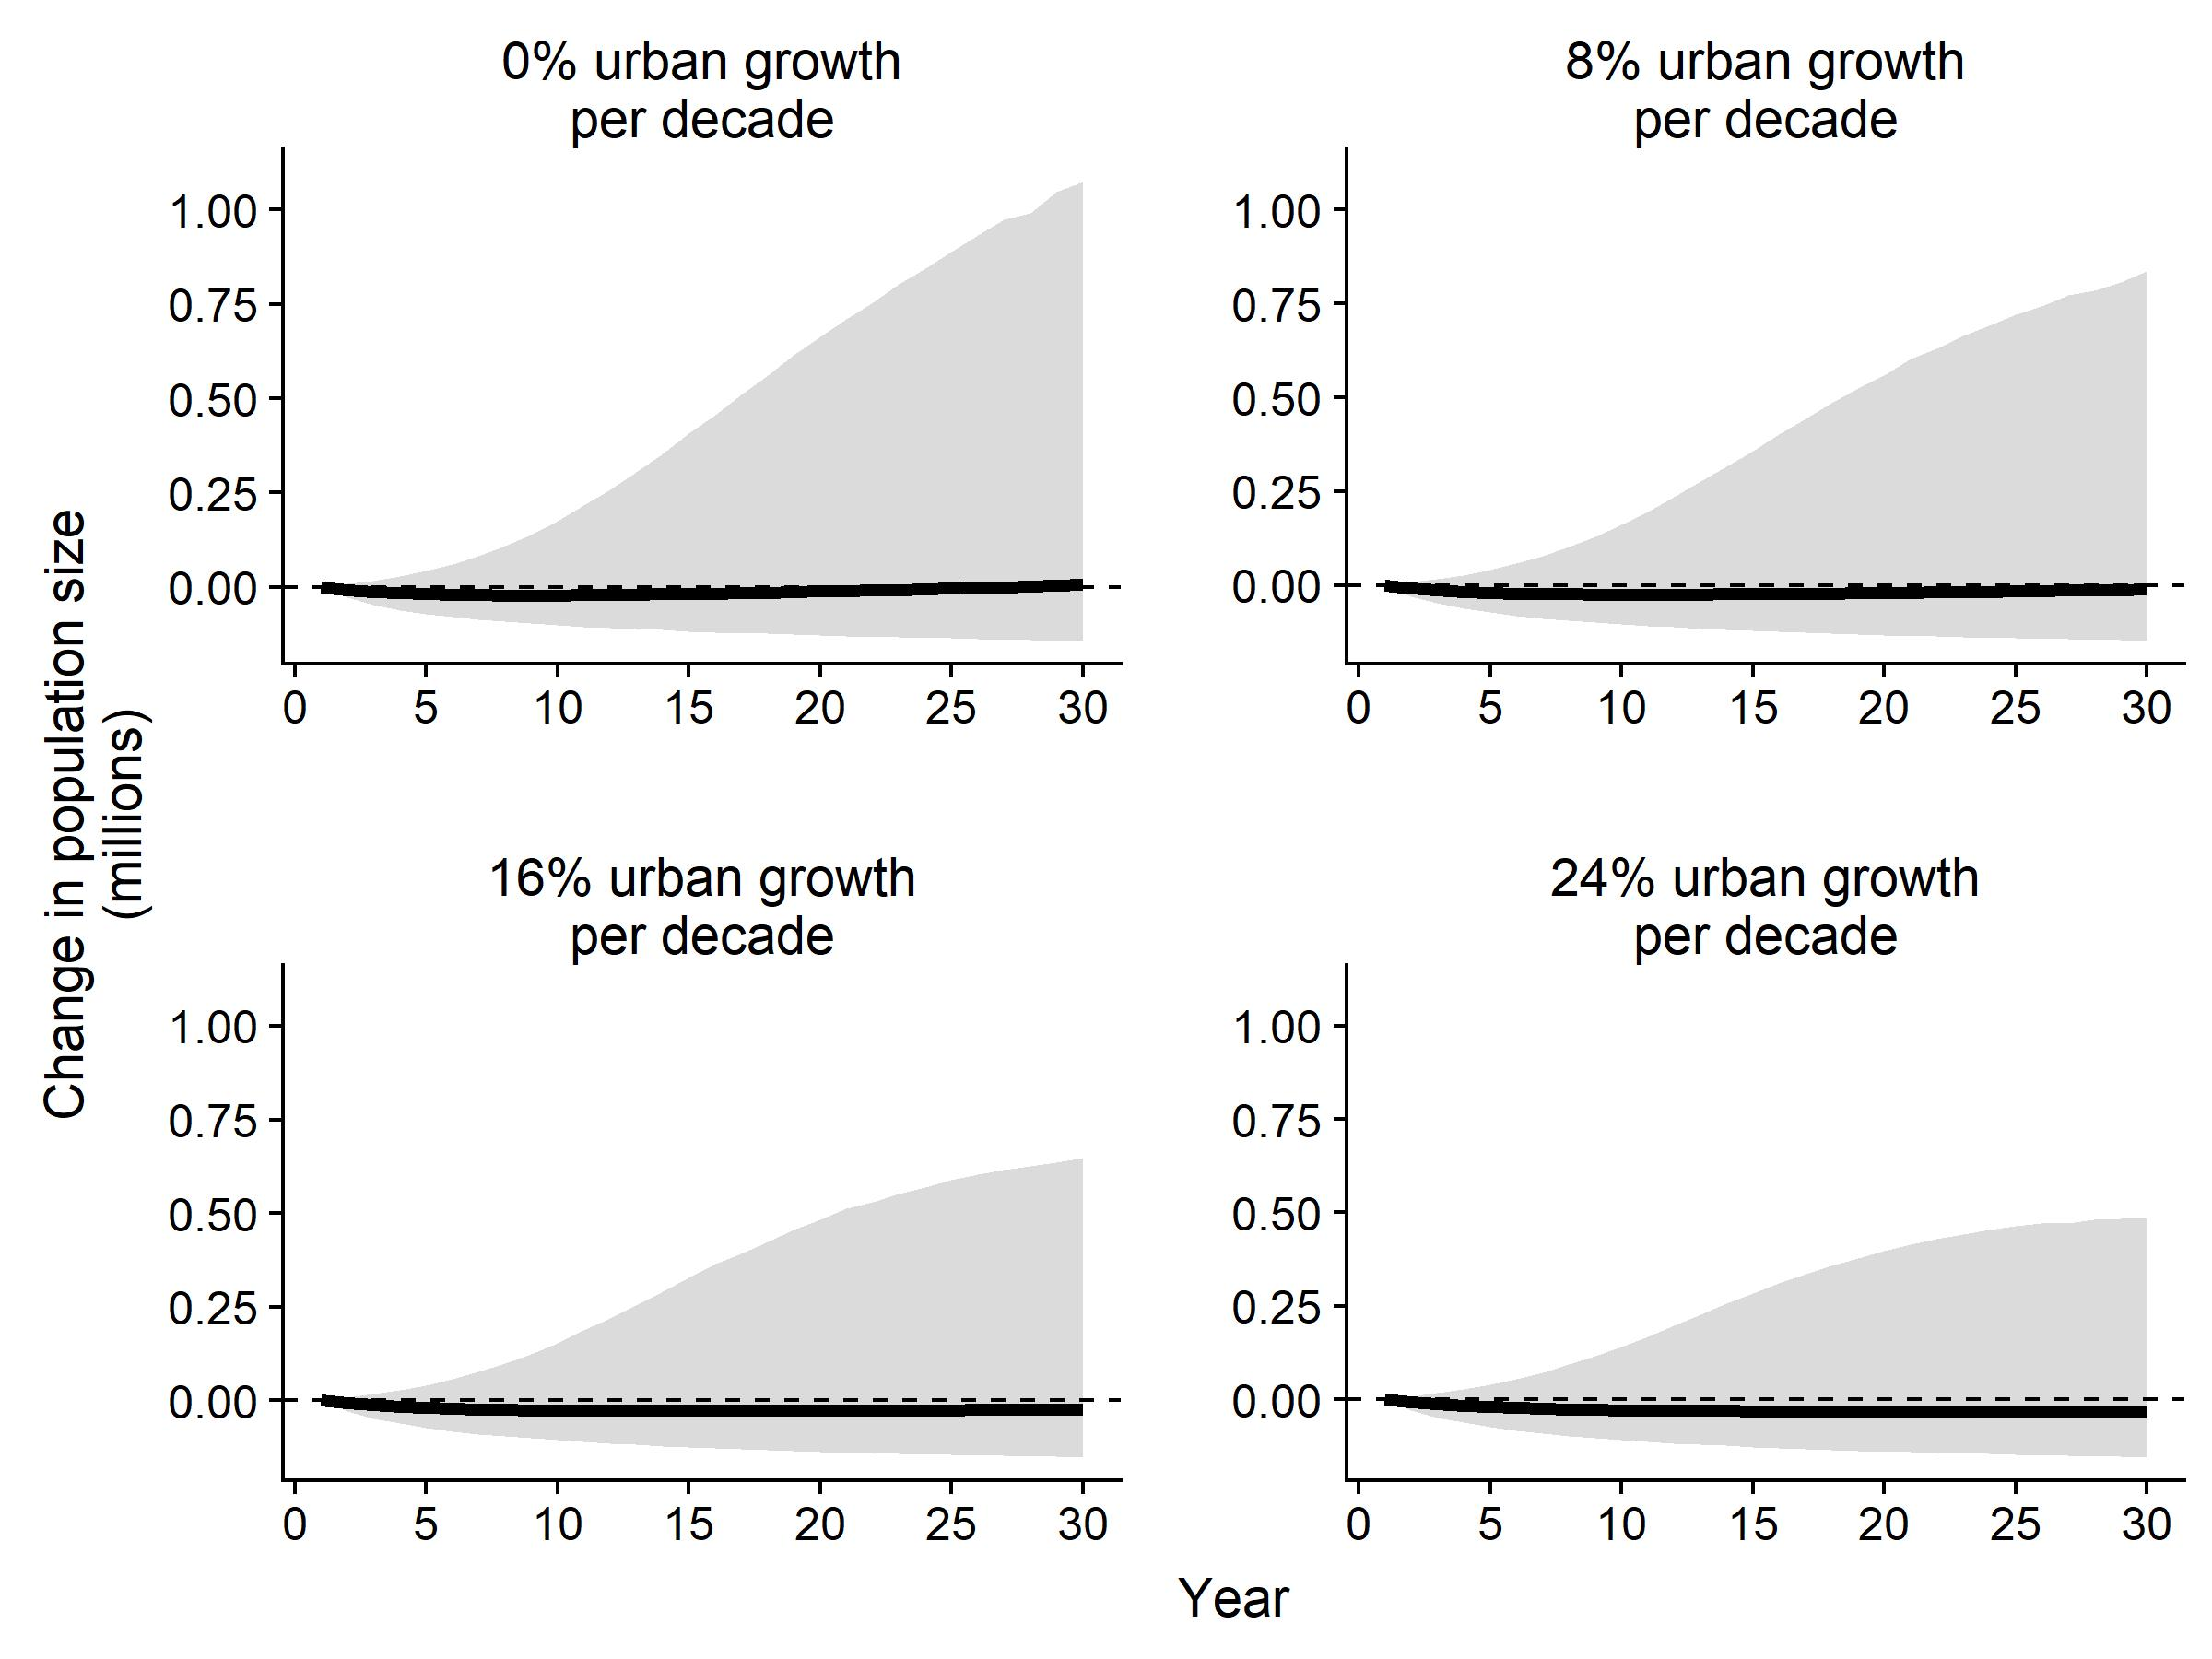 0% urban growth
per decade
1.00
0.75
0.50
0.25
0.00
0 5 10 15 20 25 30
8% urban growth
per decade
1.00
0.75
0.50
0.25
0.00
0 5 10 15 20 25 30
Change in population size
(millions)
16% urban growth
per decade
1.00
0.75
0.50
0.25
0.00
0 5 10 15 20 25 30
24% urban growth
per decade
1.00
0.75
0.50
0.25
0.00
0 5 10 15 20 25 30
Year